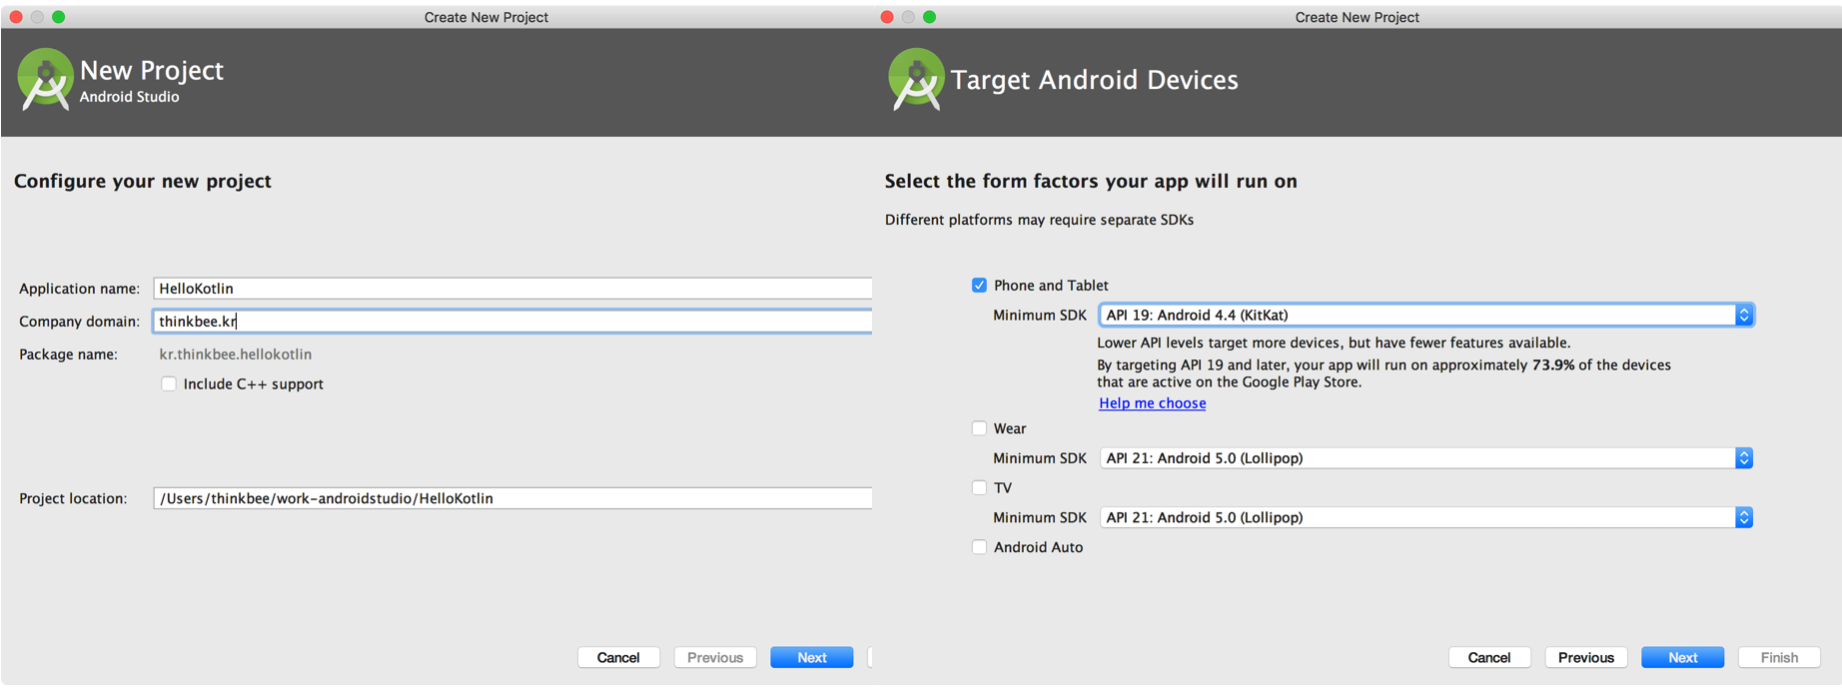 Create New Project
New Project
Android Studio
Configure your new project
Application name: HelloKotlin
Company domain: thinkbee.kr
Package name: kr.thinkbee.hellokotlin
Include C++ support
Project location: /Users/thinkbee/work-androidstudio/HelloKotlin
Cancel Previous Next
Create New Project
Target Android Devices
Select the form factors your app will run on
Different platforms may require separate SDKs
Phone and Tablet
Minimum SDK API 19: Android 4.4 (KitKat)
Lower API levels target more devices, but have fewer features available.
By targeting API 19 and later, your app will run on approximately 73.9% of the devices
that are active on the Google Play Store.
Help me choose
Wear
Minimum SDK API 21: Android 5.0 (Lollipop)
TV
Minimum SDK API 21: Android 5.0 (Lollipop)
Android Auto
Cancel Previous Next Finish